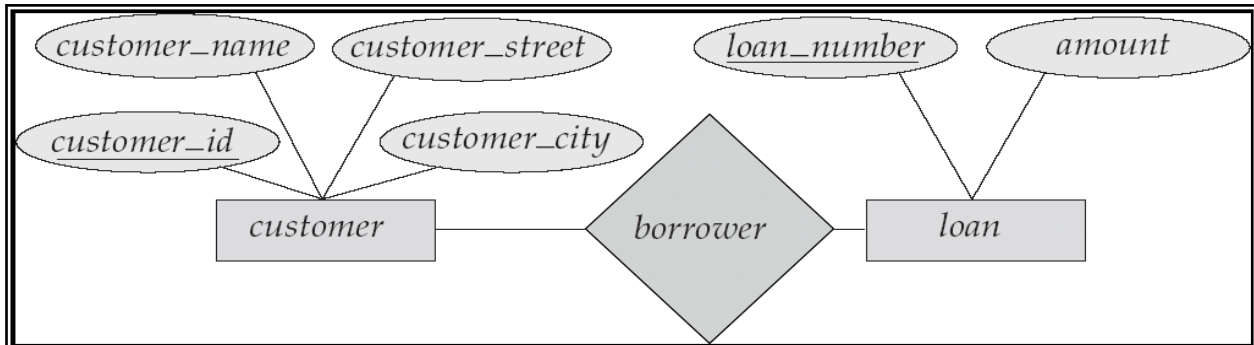 customer_name
customer_street
loan_number
amount
customer_id
customer_city
customer
borrower
loan